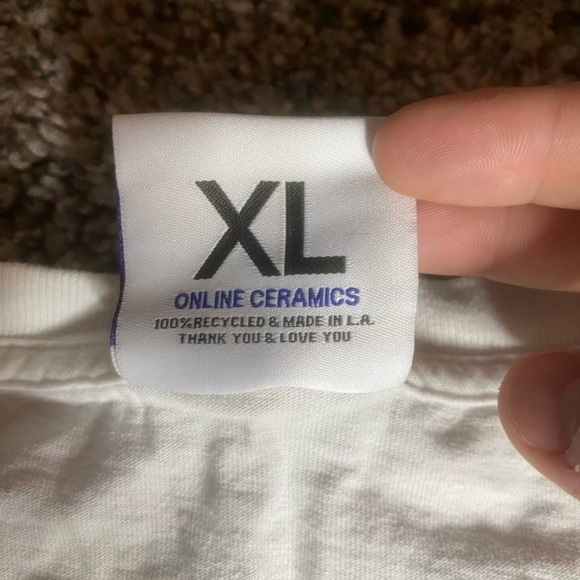 XL
ONLINE CERAMICS
100% RECYCLED & MADE IN L.A.
THANK YOU & LOVE YOU